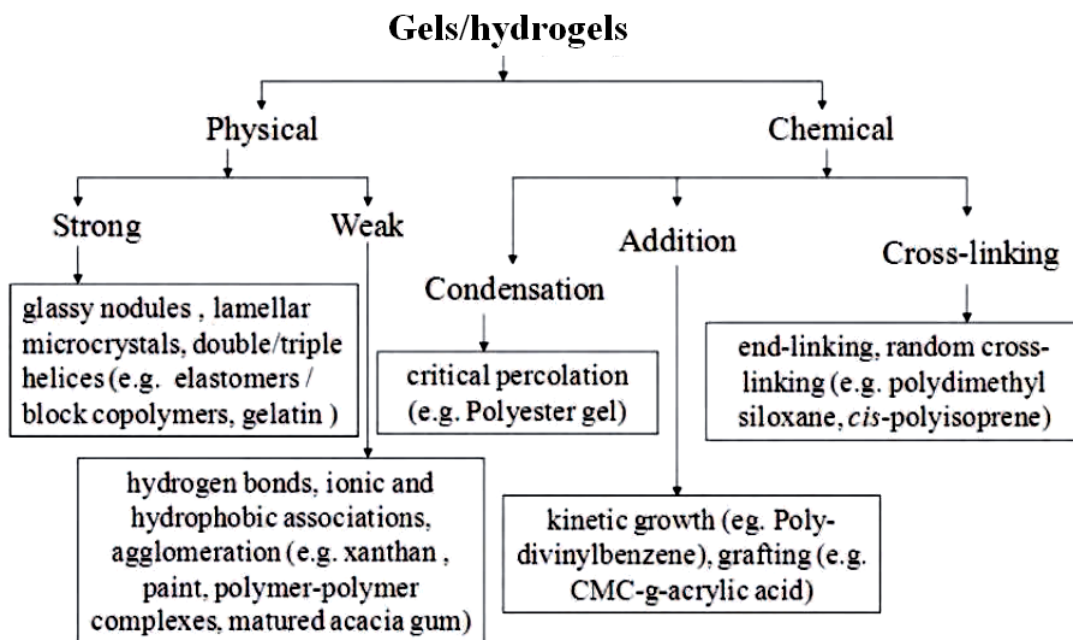 Gels/hydrogels
Physical
Chemical
Strong
Weak
Condensation
Addition
Cross-linking
glassy nodules , lamellar
microcrystals, double/triple
helices (e.g. elastomers /
block copolymers, gelatin )
hydrogen bonds, ionic and
hydrophobic associations,
agglomeration (e.g. xanthan ,
paint, polymer-polymer
complexes, matured acacia gum)
critical percolation
(e.g. Polyester gel)
kinetic growth (eg. Poly-
divinylbenzene), grafting (e.g.
CMC-g-acrylic acid)
end-linking, random cross-
linking (e.g. polydimethyl
siloxane, cis-polyisoprene)